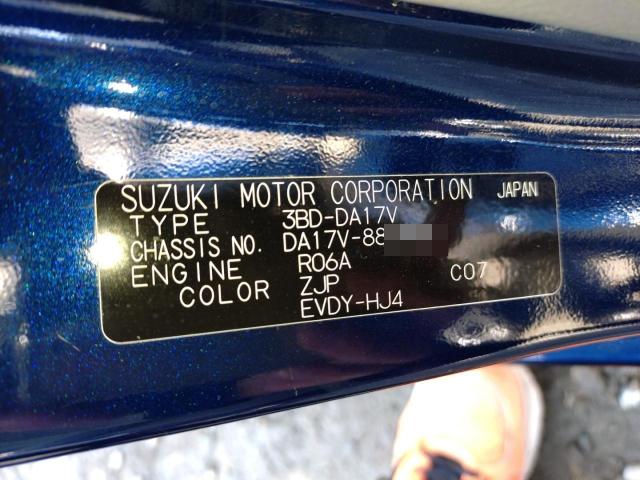 SUZUKI MOTOR CORPORATION JAPAN
TYPE 3BD-DA17V
CHASSIS NO. DA17V-88
ENGINE R06A C07
COLOR ZJP
EVDY-HJ4